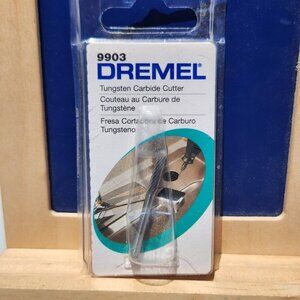 9903
DREMEL
Tungsten Carbide Cutter
Couteau au Carbure de
Tungstène
Fresa Cortadora de Carburo
Tungsteno